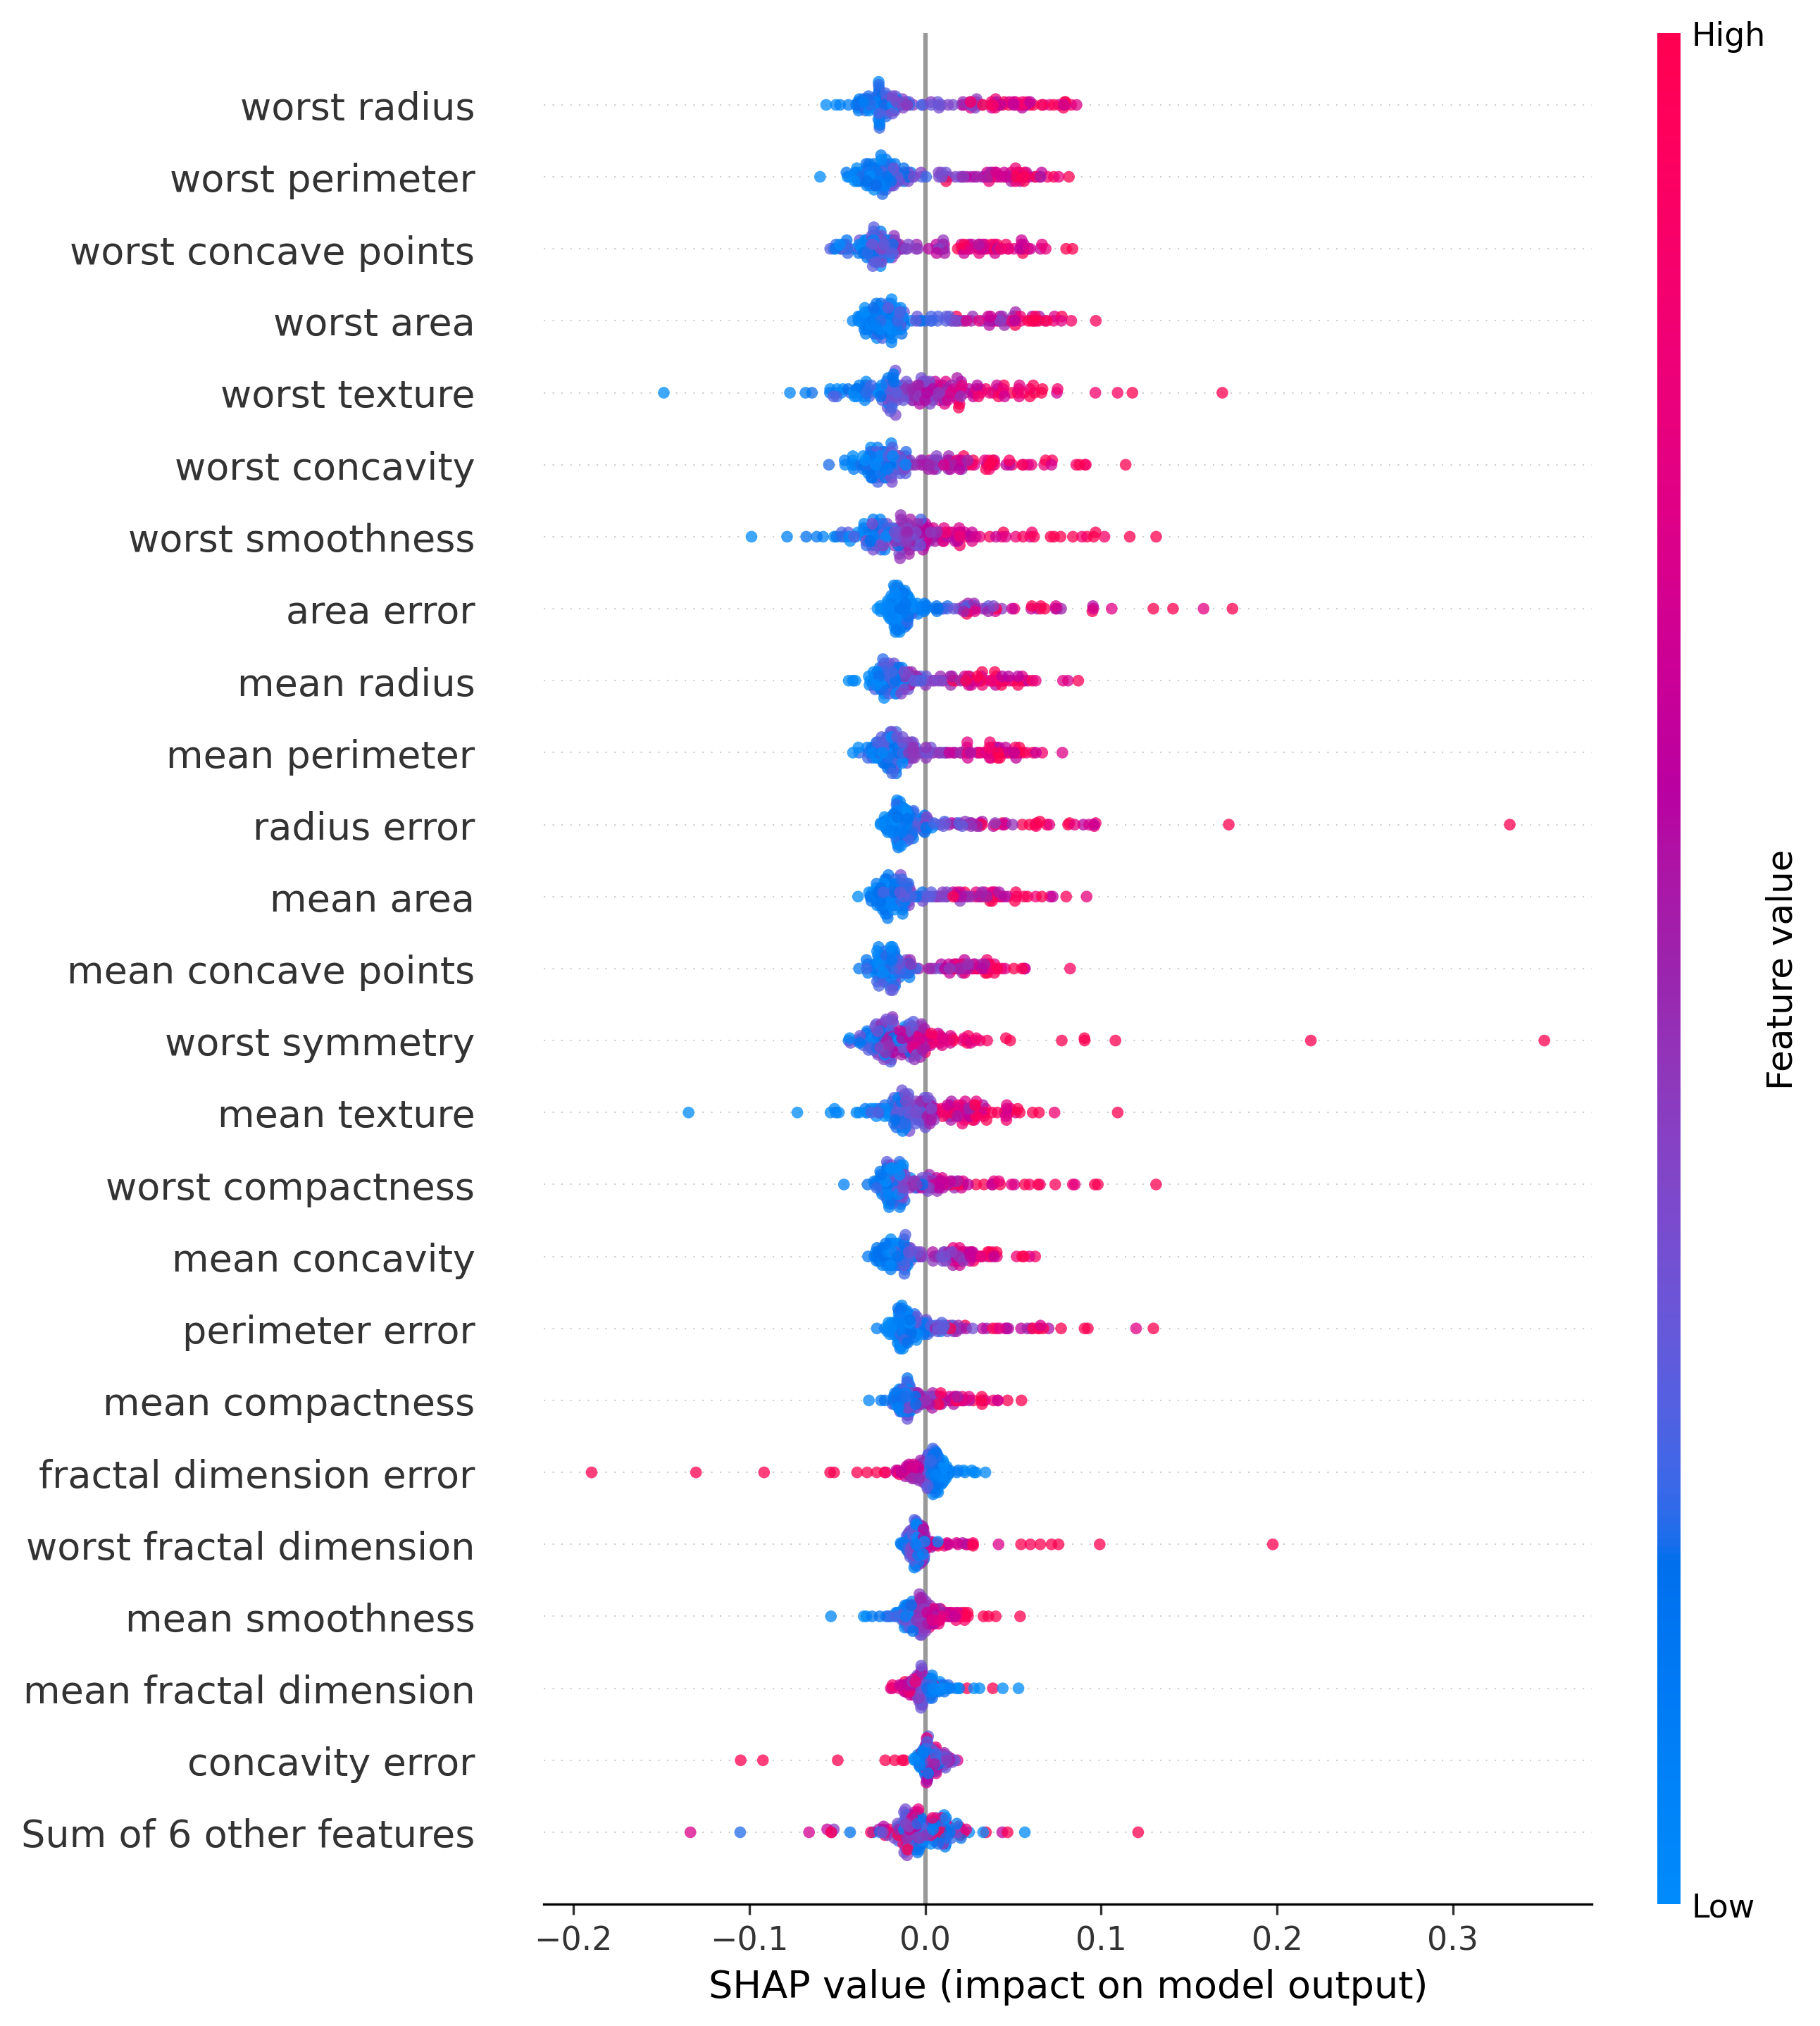 High
worst radius
worst perimeter
worst concave points
worst area
worst texture
worst concavity
worst smoothness
area error
mean radius
mean perimeter
radius error
mean area
mean concave points
worst symmetry
mean texture
worst compactness
mean concavity
perimeter error
mean compactness
fractal dimension error
worst fractal dimension
mean smoothness
mean fractal dimension
concavity error
Sum of 6 other features
Feature value
Low
−0.2 −0.1 0.0 0.1 0.2 0.3
SHAP value (impact on model output)